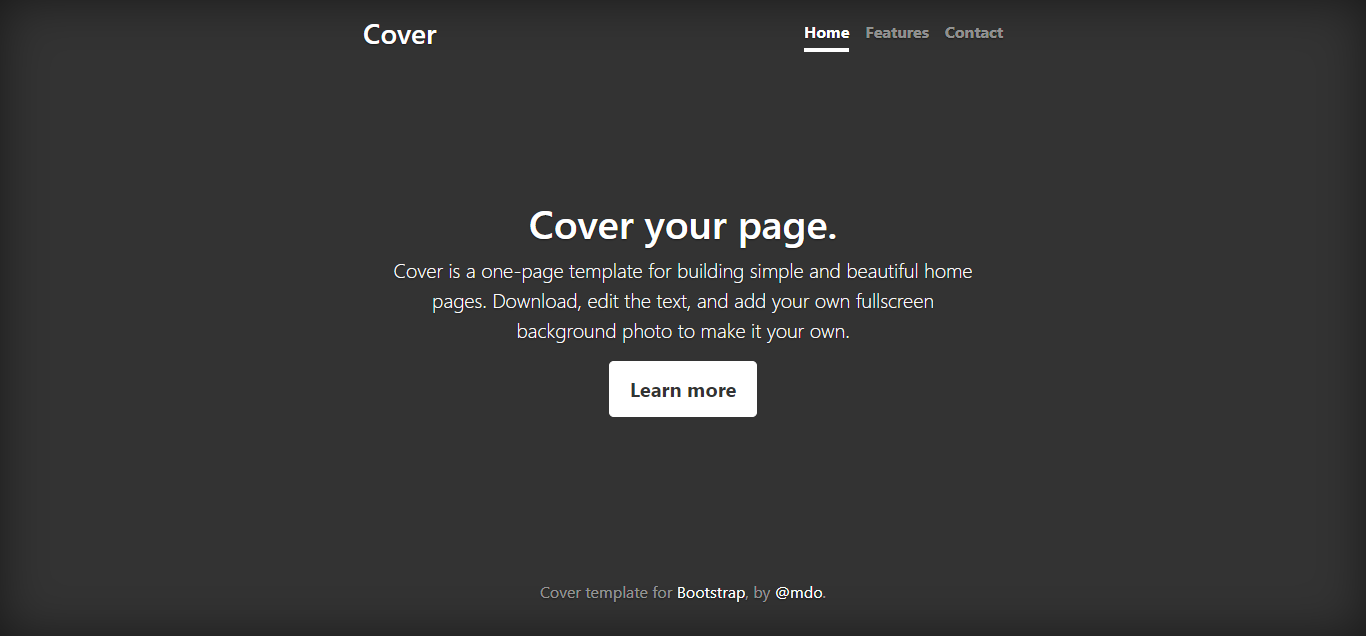 Cover
Home Features Contact
Cover your page.
Cover is a one-page template for building simple and beautiful home
pages. Download, edit the text, and add your own fullscreen
background photo to make it your own.
Learn more
Cover template for Bootstrap, by @mdo.